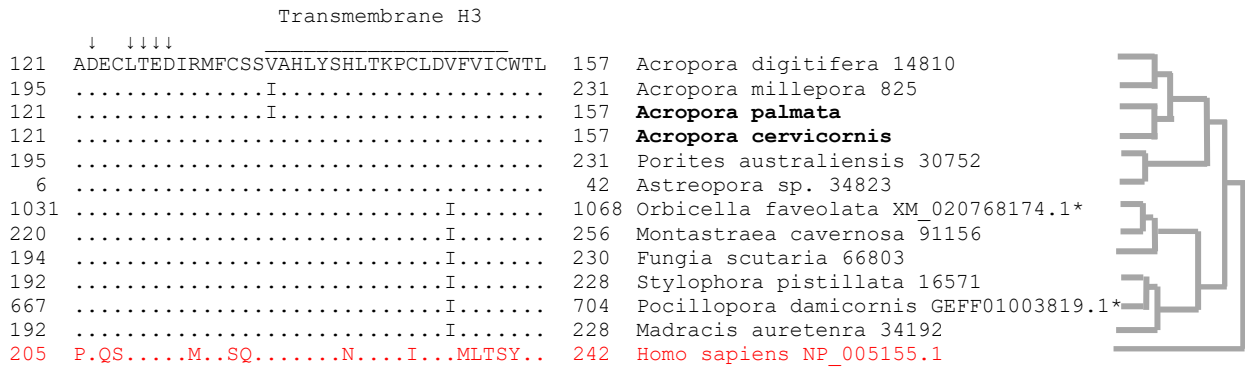 Transmembrane H3
↓ ↓↓↓↓
121 ADECLTEDIRMFCSSVAHLYSHLTKPCLDVFVICWTL 157 Acropora digitifera 14810
195 ...............I..................... 231 Acropora millepora 825
121 ...............I..................... 157 Acropora palmata
121 ..................................... 157 Acropora cervicornis
195 ..................................... 231 Porites australiensis 30752
6 ..................................... 42 Astreopora sp. 34823
1031 .............................I....... 1068 Orbicella faveolata XM_020768174.1*
220 .............................I....... 256 Montastraea cavernosa 91156
194 .............................I....... 230 Fungia scutaria 66803
192 .............................I....... 228 Stylophora pistillata 16571
667 .............................I....... 704 Pocillopora damicornis GEFF01003819.1*
192 .............................I....... 228 Madracis auretenra 34192
205 P.QS.....M..SQ.......N....I...MLTSY.. 242 Homo sapiens NP_005155.1